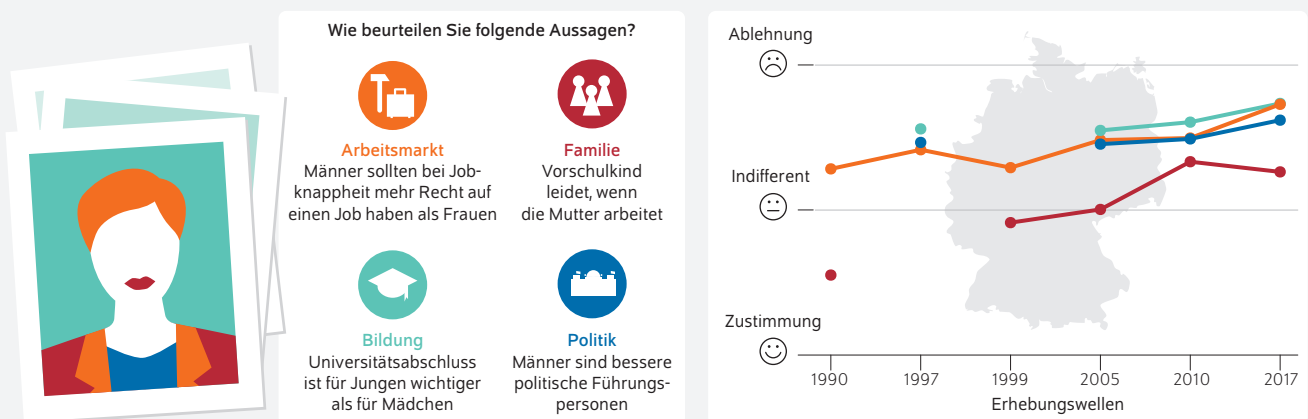 Wie beurteilen Sie folgende Aussagen?
Arbeitsmarkt
Männer sollten bei Job-
knappheit mehr Recht auf
einen Job haben als Frauen
Familie
Vorschulkind
leidet, wenn
die Mutter arbeitet
Bildung
Universitätsabschluss
ist für Jungen wichtiger
als für Mädchen
Politik
Männer sind bessere
politische Führungs-
personen
Ablehnung
Indifferent
Zustimmung
1990 1997 1999 2005 2010 2017
Erhebungswellen